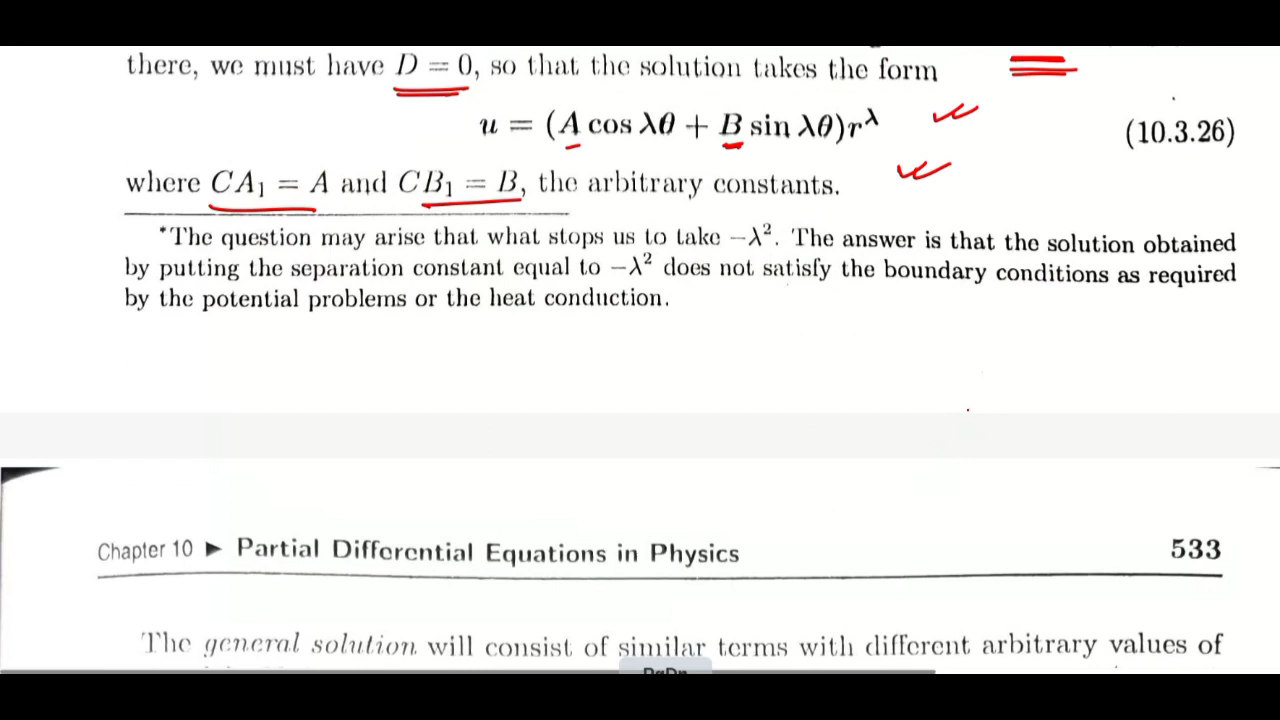 there, we must have D = 0, so that the solution takes the form
u = (A cos λθ + B sin λθ)r^λ (10.3.26)
where CA₁ = A and CB₁ = B, the arbitrary constants.
*The question may arise that what stops us to take −λ². The answer is that the solution obtained
by putting the separation constant equal to −λ² does not satisfy the boundary conditions as required
by the potential problems or the heat conduction.
Chapter 10 ► Partial Differential Equations in Physics 533
The general solution will consist of similar terms with different arbitrary values of